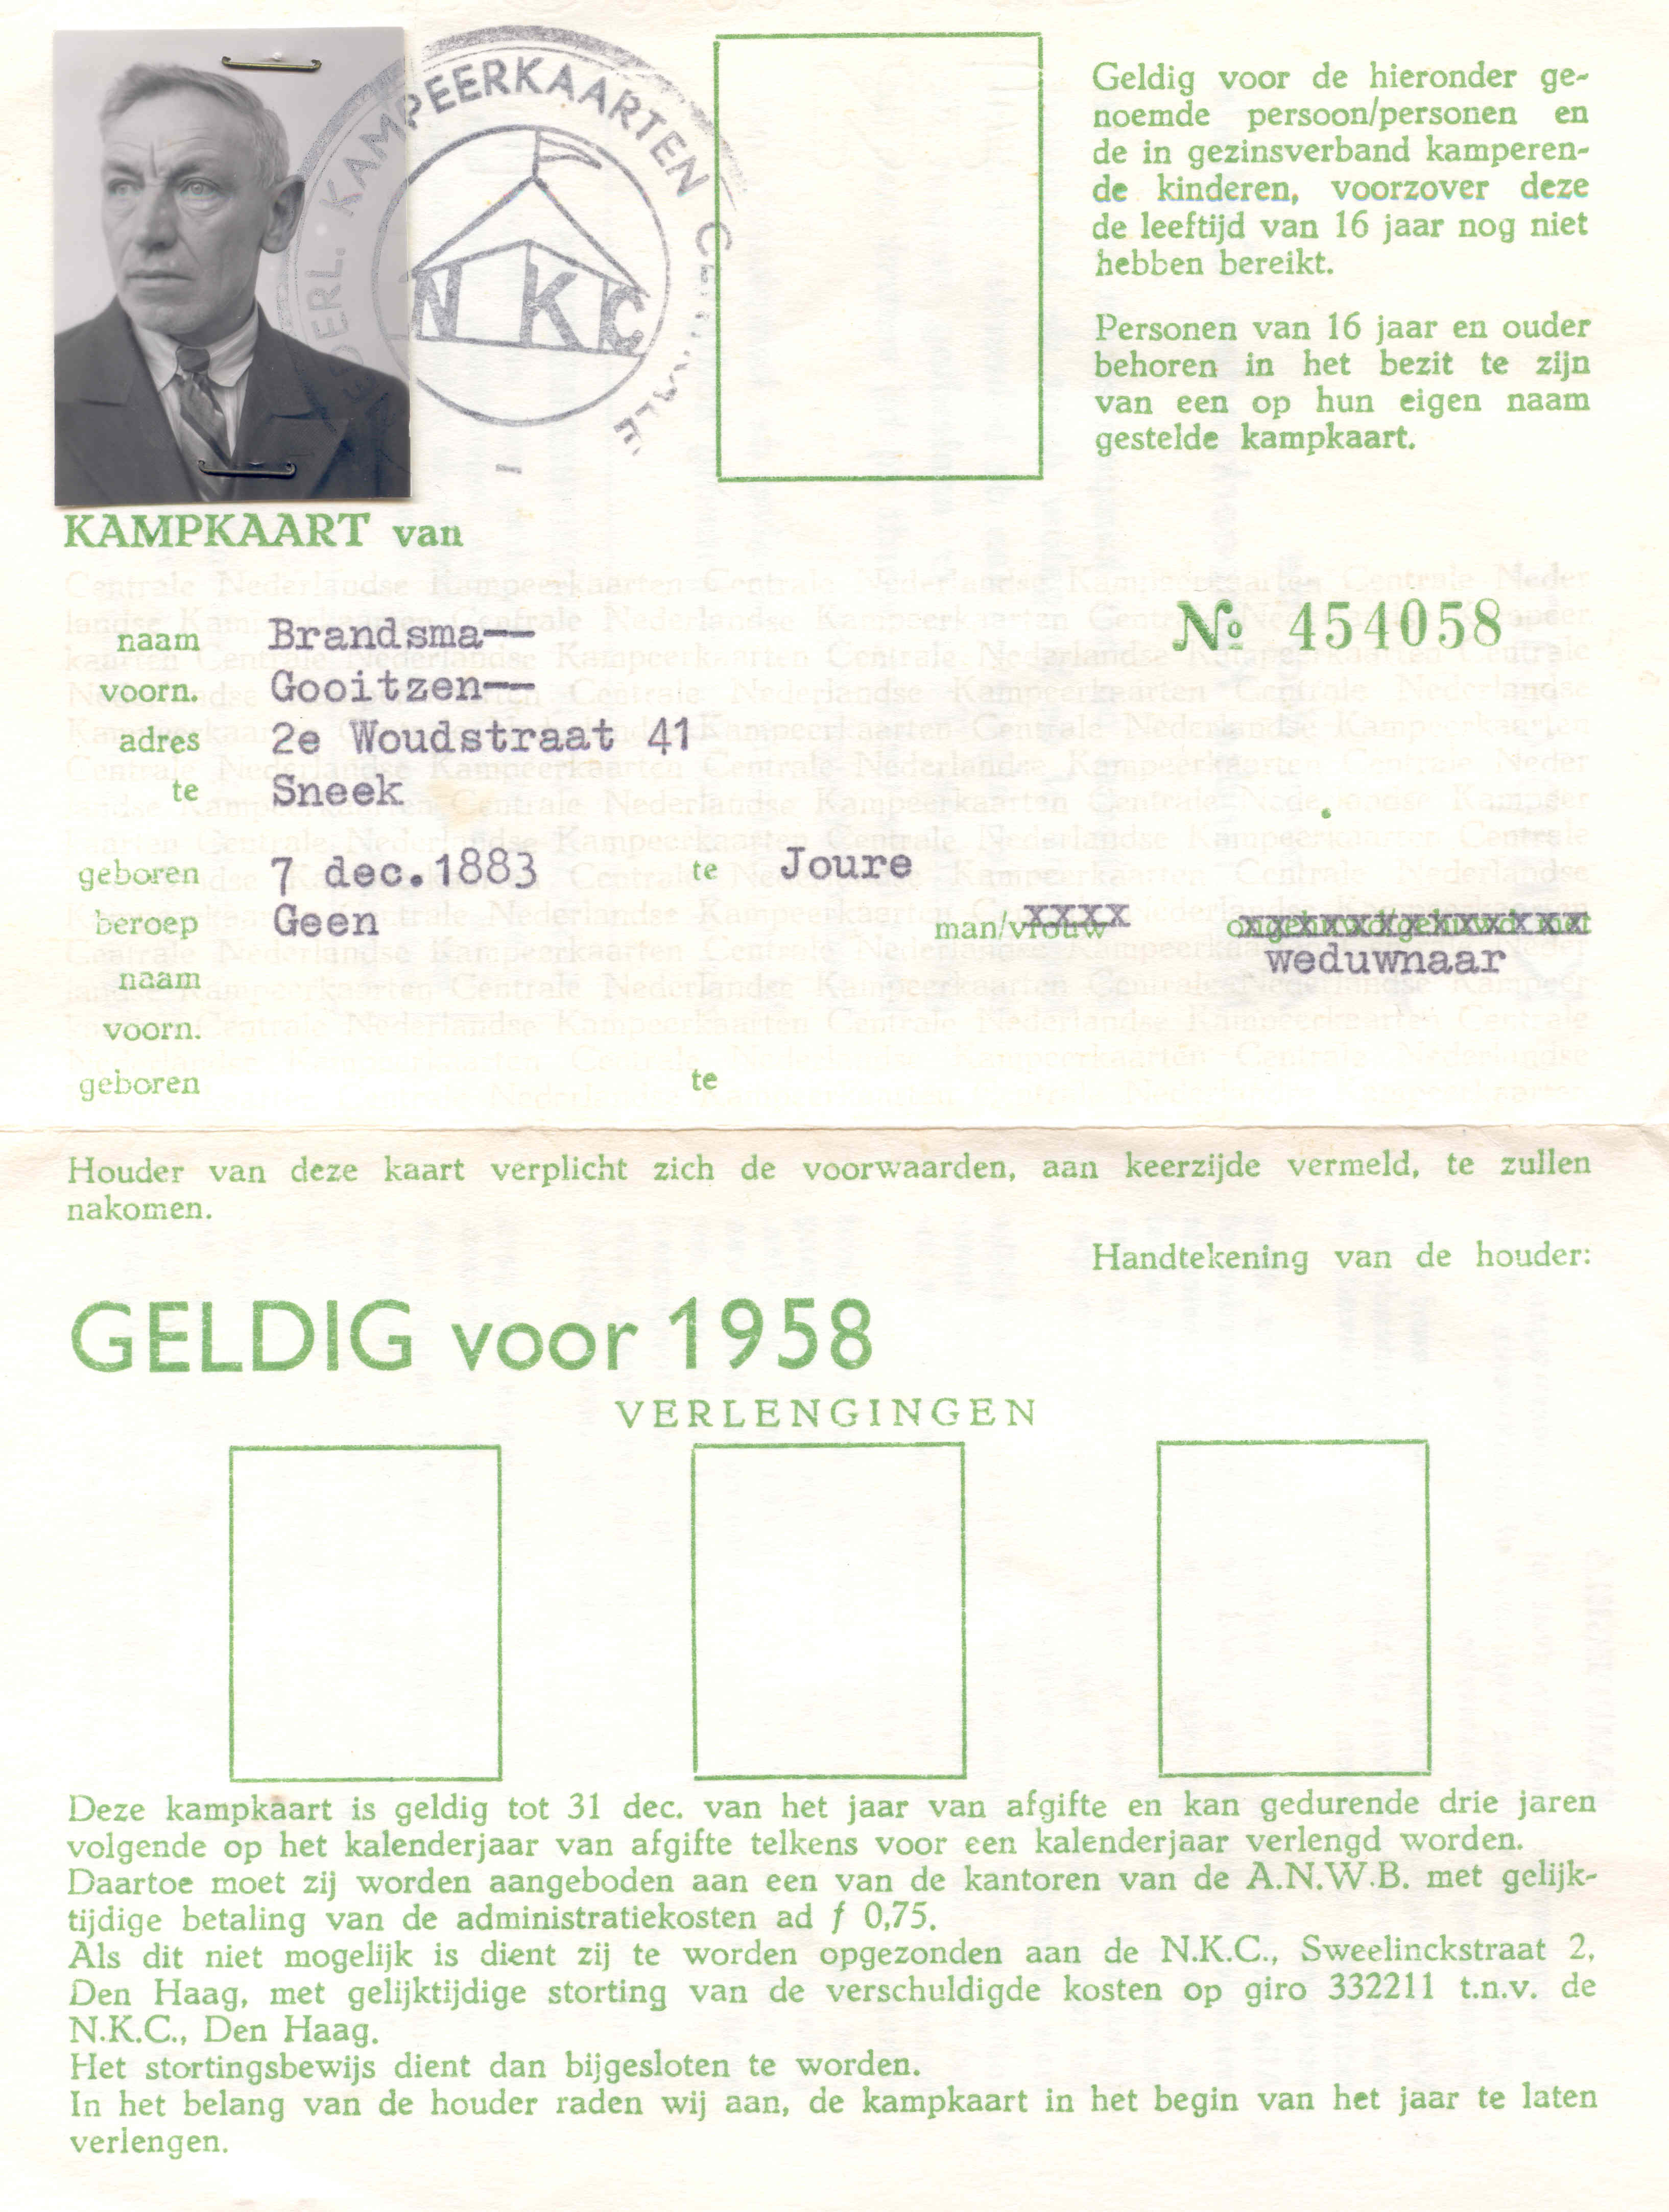 NEDERL. KAMPEERKAARTEN CENTRALE
NKC
Geldig voor de hieronder ge-
noemde persoon/personen en
de in gezinsverband kamperen-
de kinderen, voorzover deze
de leeftijd van 16 jaar nog niet
hebben bereikt.
Personen van 16 jaar en ouder
behoren in het bezit te zijn
van een op hun eigen naam
gestelde kampkaart.
KAMPKAART van
№ 454058
naam Brandsma--
voorn. Gooitzen--
adres 2e Woudstraat 41
te Sneek
geboren 7 dec.1883 te Joure
beroep Geen man/vrouw ongehuwd/gehuwd met
weduwnaar
naam
voorn.
geboren te
Houder van deze kaart verplicht zich de voorwaarden, aan keerzijde vermeld, te zullen
nakomen.
Handtekening van de houder:
GELDIG voor 1958
VERLENGINGEN
Deze kampkaart is geldig tot 31 dec. van het jaar van afgifte en kan gedurende drie jaren
volgende op het kalenderjaar van afgifte telkens voor een kalenderjaar verlengd worden.
Daartoe moet zij worden aangeboden aan een van de kantoren van de A.N.W.B. met gelijk-
tijdige betaling van de administratiekosten ad ƒ 0,75.
Als dit niet mogelijk is dient zij te worden opgezonden aan de N.K.C., Sweelinckstraat 2,
Den Haag, met gelijktijdige storting van de verschuldigde kosten op giro 332211 t.n.v. de
N.K.C., Den Haag.
Het stortingsbewijs dient dan bijgesloten te worden.
In het belang van de houder raden wij aan, de kampkaart in het begin van het jaar te laten
verlengen.